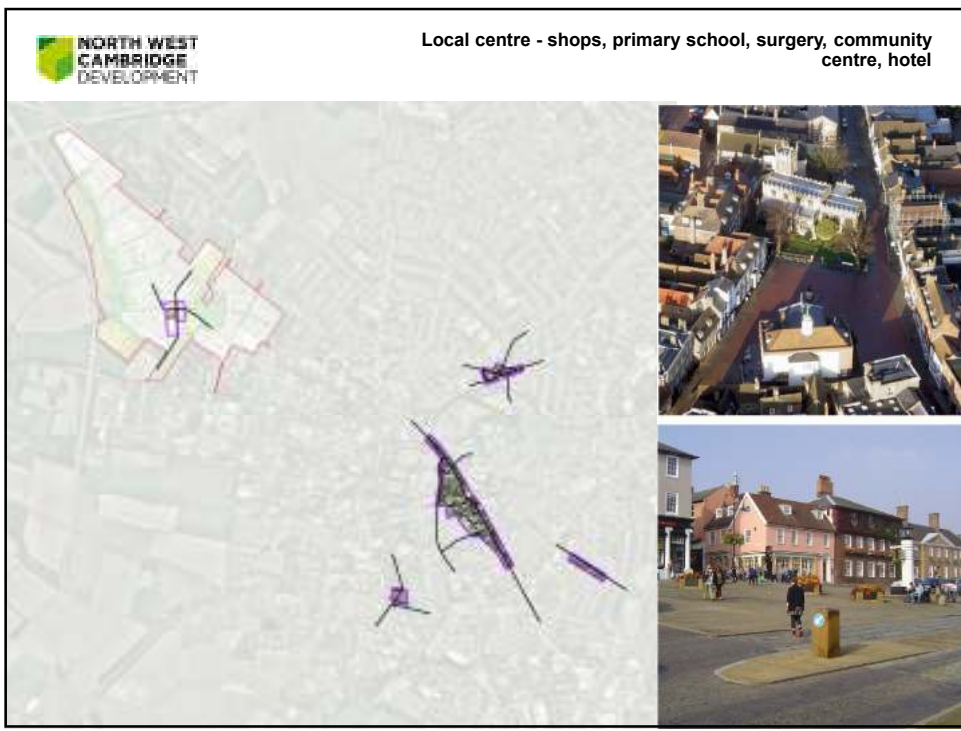 NORTH WEST
CAMBRIDGE
DEVELOPMENT
Local centre - shops, primary school, surgery, community
centre, hotel